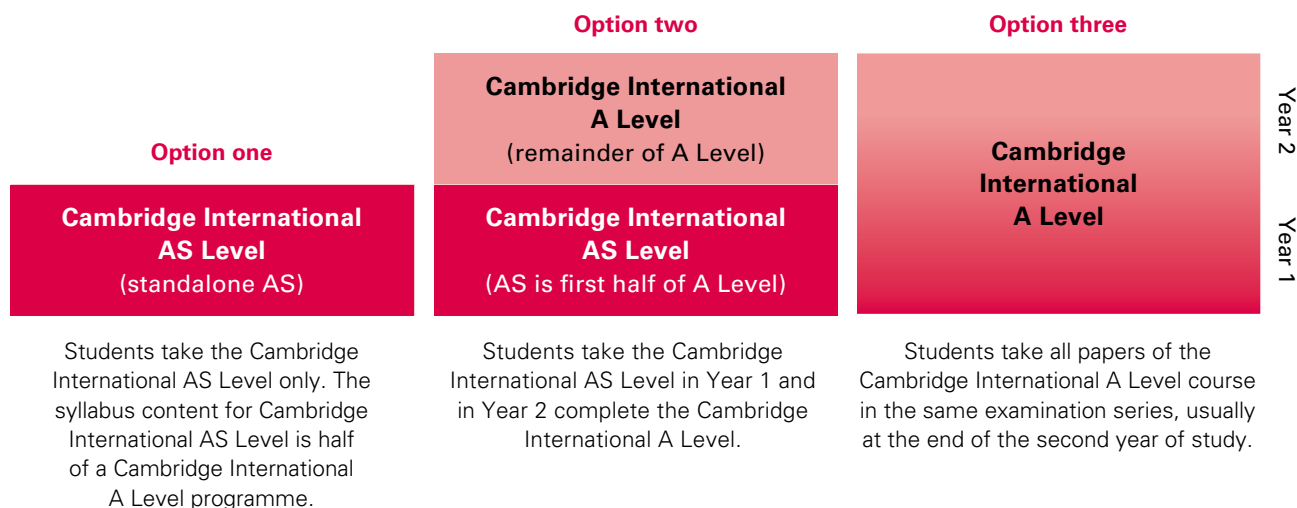 Option one
Cambridge International
AS Level
(standalone AS)
Students take the Cambridge
International AS Level only. The
syllabus content for Cambridge
International AS Level is half
of a Cambridge International
A Level programme.
Option two
Cambridge International
A Level
(remainder of A Level)
Cambridge International
AS Level
(AS is first half of A Level)
Students take the Cambridge
International AS Level in Year 1 and
in Year 2 complete the Cambridge
International A Level.
Option three
Cambridge
International
A Level
Students take all papers of the
Cambridge International A Level course
in the same examination series, usually
at the end of the second year of study.
Year 2
Year 1